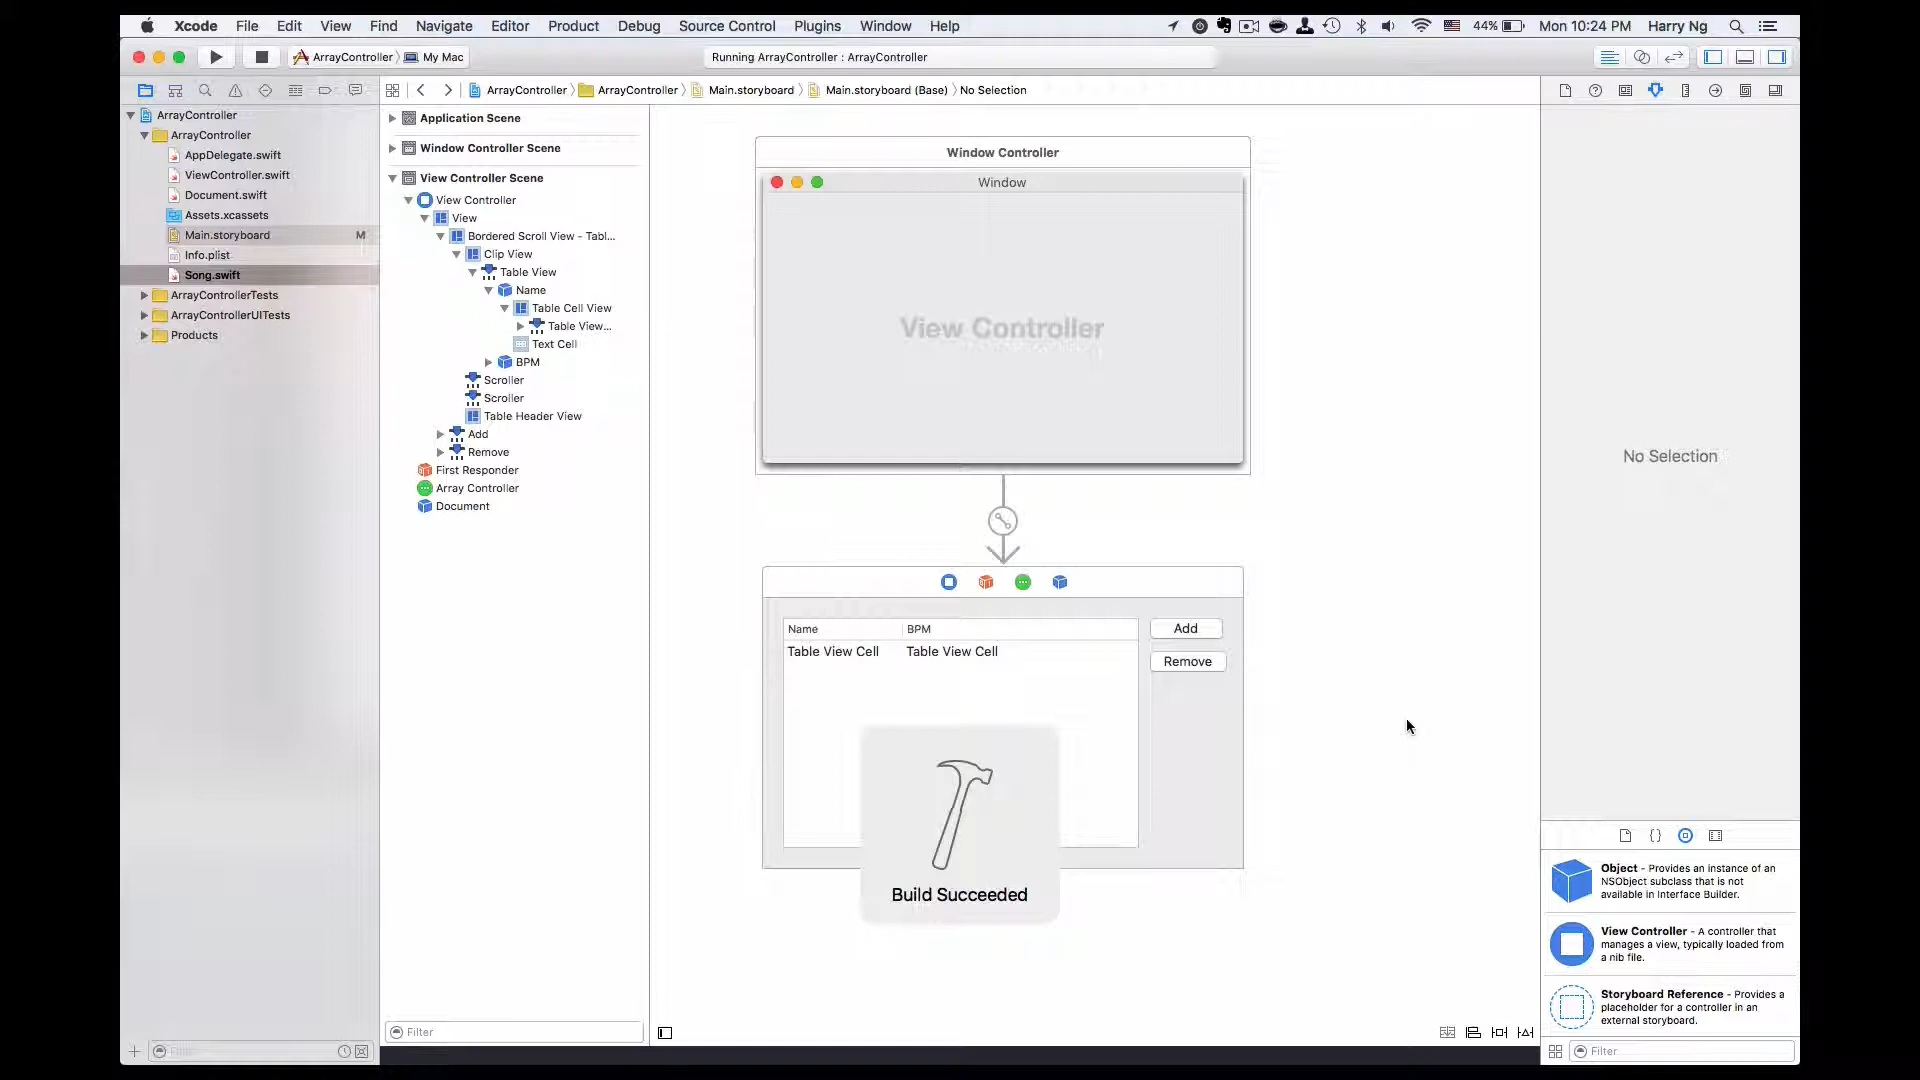 Xcode File Edit View Find Navigate Editor Product Debug Source Control Plugins Window Help 44% Mon 10:24 PM Harry Ng
ArrayController My Mac Running ArrayController : ArrayController
ArrayController ArrayController Main.storyboard Main.storyboard (Base) No Selection
ArrayController
ArrayController
AppDelegate.swift
ViewController.swift
Document.swift
Assets.xcassets
Main.storyboard M
Info.plist
Song.swift
ArrayControllerTests
ArrayControllerUITests
Products
Filter
Application Scene
Window Controller Scene
View Controller Scene
View Controller
View
Bordered Scroll View - Tabl...
Clip View
Table View
Name
Table Cell View
Table View...
Text Cell
BPM
Scroller
Scroller
Table Header View
Add
Remove
First Responder
Array Controller
Document
Filter
Window Controller
Window
View Controller
Name BPM
Table View Cell Table View Cell
Add
Remove
Build Succeeded
No Selection
Object - Provides an instance of an
NSObject subclass that is not
available in Interface Builder.
View Controller - A controller that
manages a view, typically loaded from
a nib file.
Storyboard Reference - Provides a
placeholder for a controller in an
external storyboard.
Filter